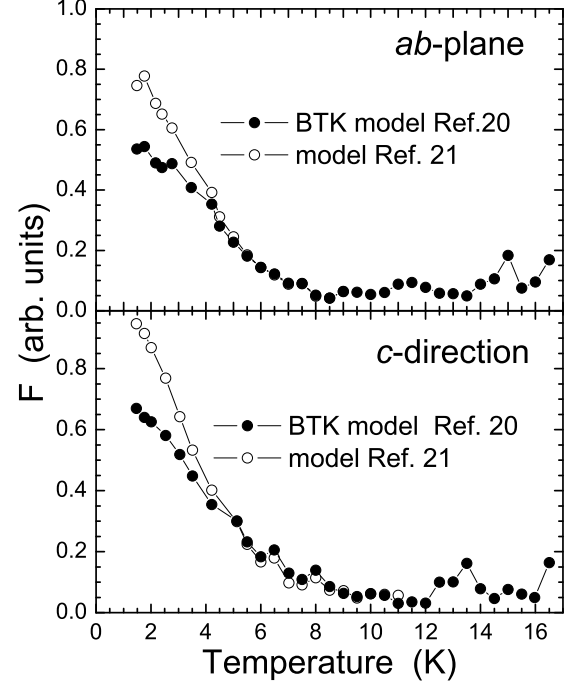 1.0
ab-plane
0.8
BTK model Ref.20
0.6
model Ref. 21
0.4
0.2
0.0
F (arb. units)
c-direction
0.8
BTK model Ref. 20
0.6
model Ref. 21
0.4
0.2
0.0
0 2 4 6 8 10 12 14 16
Temperature (K)